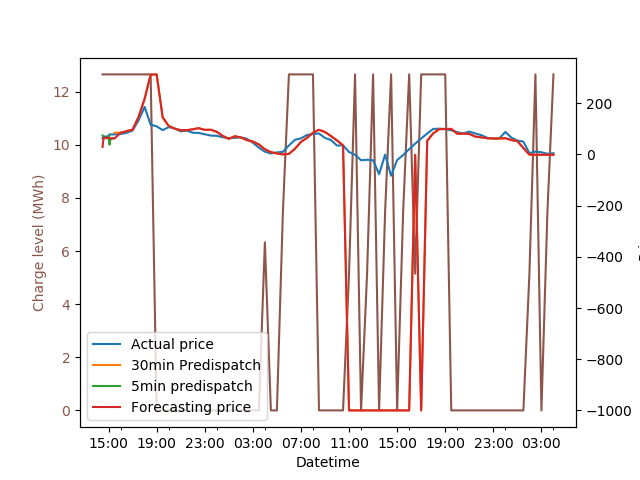 12
10
8
6
4
2
0
Charge level (MWh)
200
0
−200
−400
−600
−800
−1000
Actual price
30min Predispatch
5min predispatch
Forecasting price
15:00 19:00 23:00 03:00 07:00 11:00 15:00 19:00 23:00 03:00
Datetime